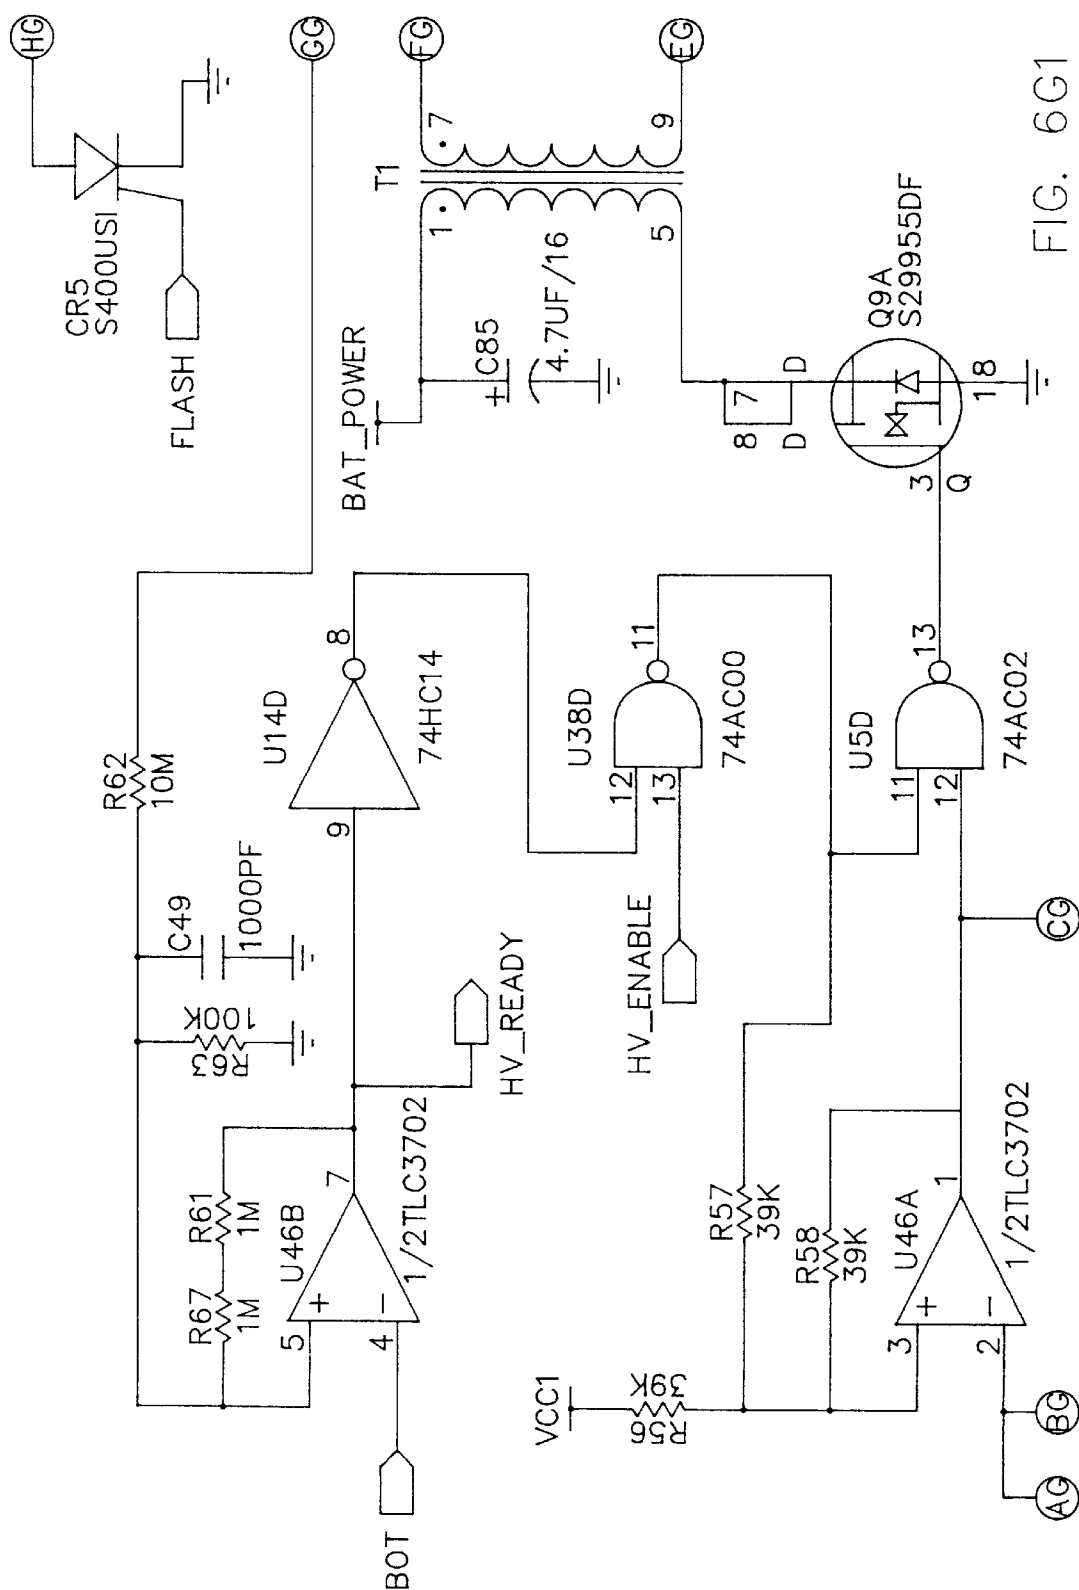 HG
CR5
S400USI
FLASH
GG
FG
EG
T1
1
7
5
9
BAT_POWER
+
C85
4.7UF/16
8
7
D
D
Q9A
S29955DF
3
Q
18
R62
10M
C49
1000PF
R63
100K
R61
1M
R67
1M
U46B
5
+
4
-
7
1/2TLC3702
BOT
HV_READY
U14D
9
8
74HC14
U38D
12
13
11
74AC00
HV_ENABLE
U5D
11
12
13
74AC02
VCC1
R56
39K
R57
39K
R58
39K
U46A
3
+
2
-
1
1/2TLC3702
AG
BG
CG
FIG. 6G1